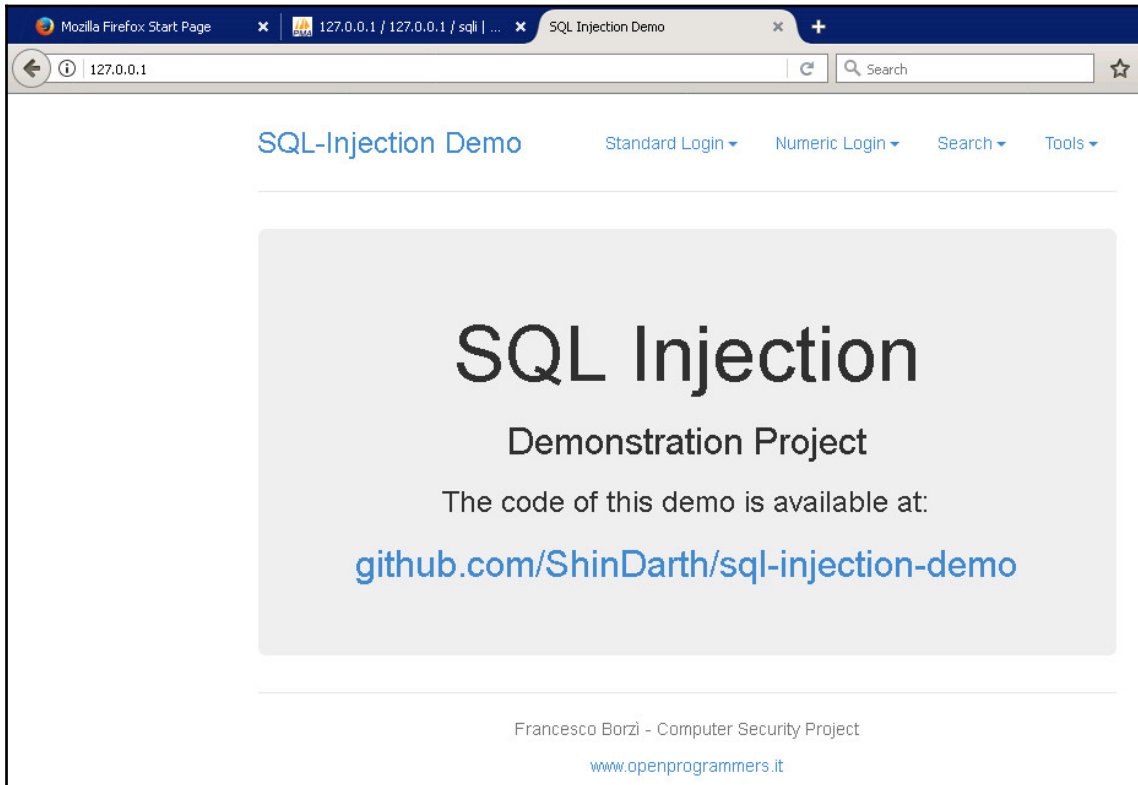 Mozilla Firefox Start Page
127.0.0.1 / 127.0.0.1 / sqli | ...
SQL Injection Demo
127.0.0.1
Search
SQL-Injection Demo
Standard Login
Numeric Login
Search
Tools
SQL Injection
Demonstration Project
The code of this demo is available at:
github.com/ShinDarth/sql-injection-demo
Francesco Borzì - Computer Security Project
www.openprogrammers.it